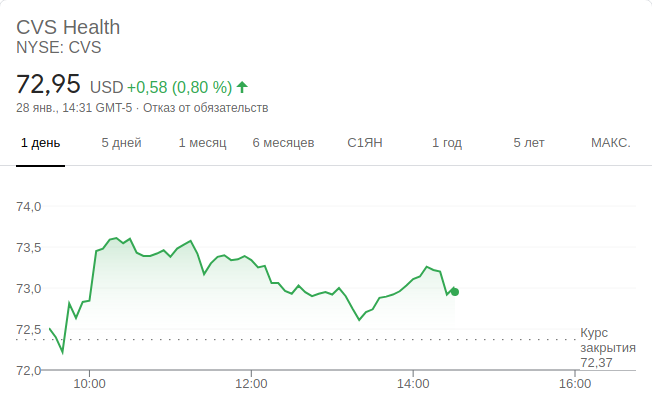 CVS Health
NYSE: CVS
72,95 USD +0,58 (0,80 %)
28 янв., 14:31 GMT-5 · Отказ от обязательств
1 день 5 дней 1 месяц 6 месяцев С1ЯН 1 год 5 лет МАКС.
74,0
73,5
73,0
72,5
72,0
Курс
закрытия
72,37
10:00 12:00 14:00 16:00